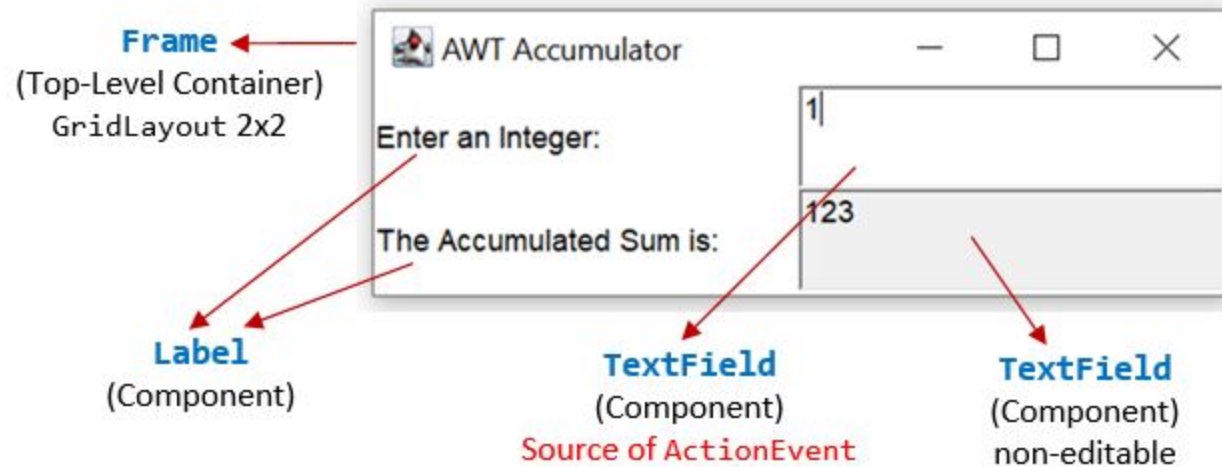 Frame
(Top-Level Container)
GridLayout 2x2
AWT Accumulator
Enter an Integer:
1
The Accumulated Sum is:
123
Label
(Component)
TextField
(Component)
Source of ActionEvent
TextField
(Component)
non-editable